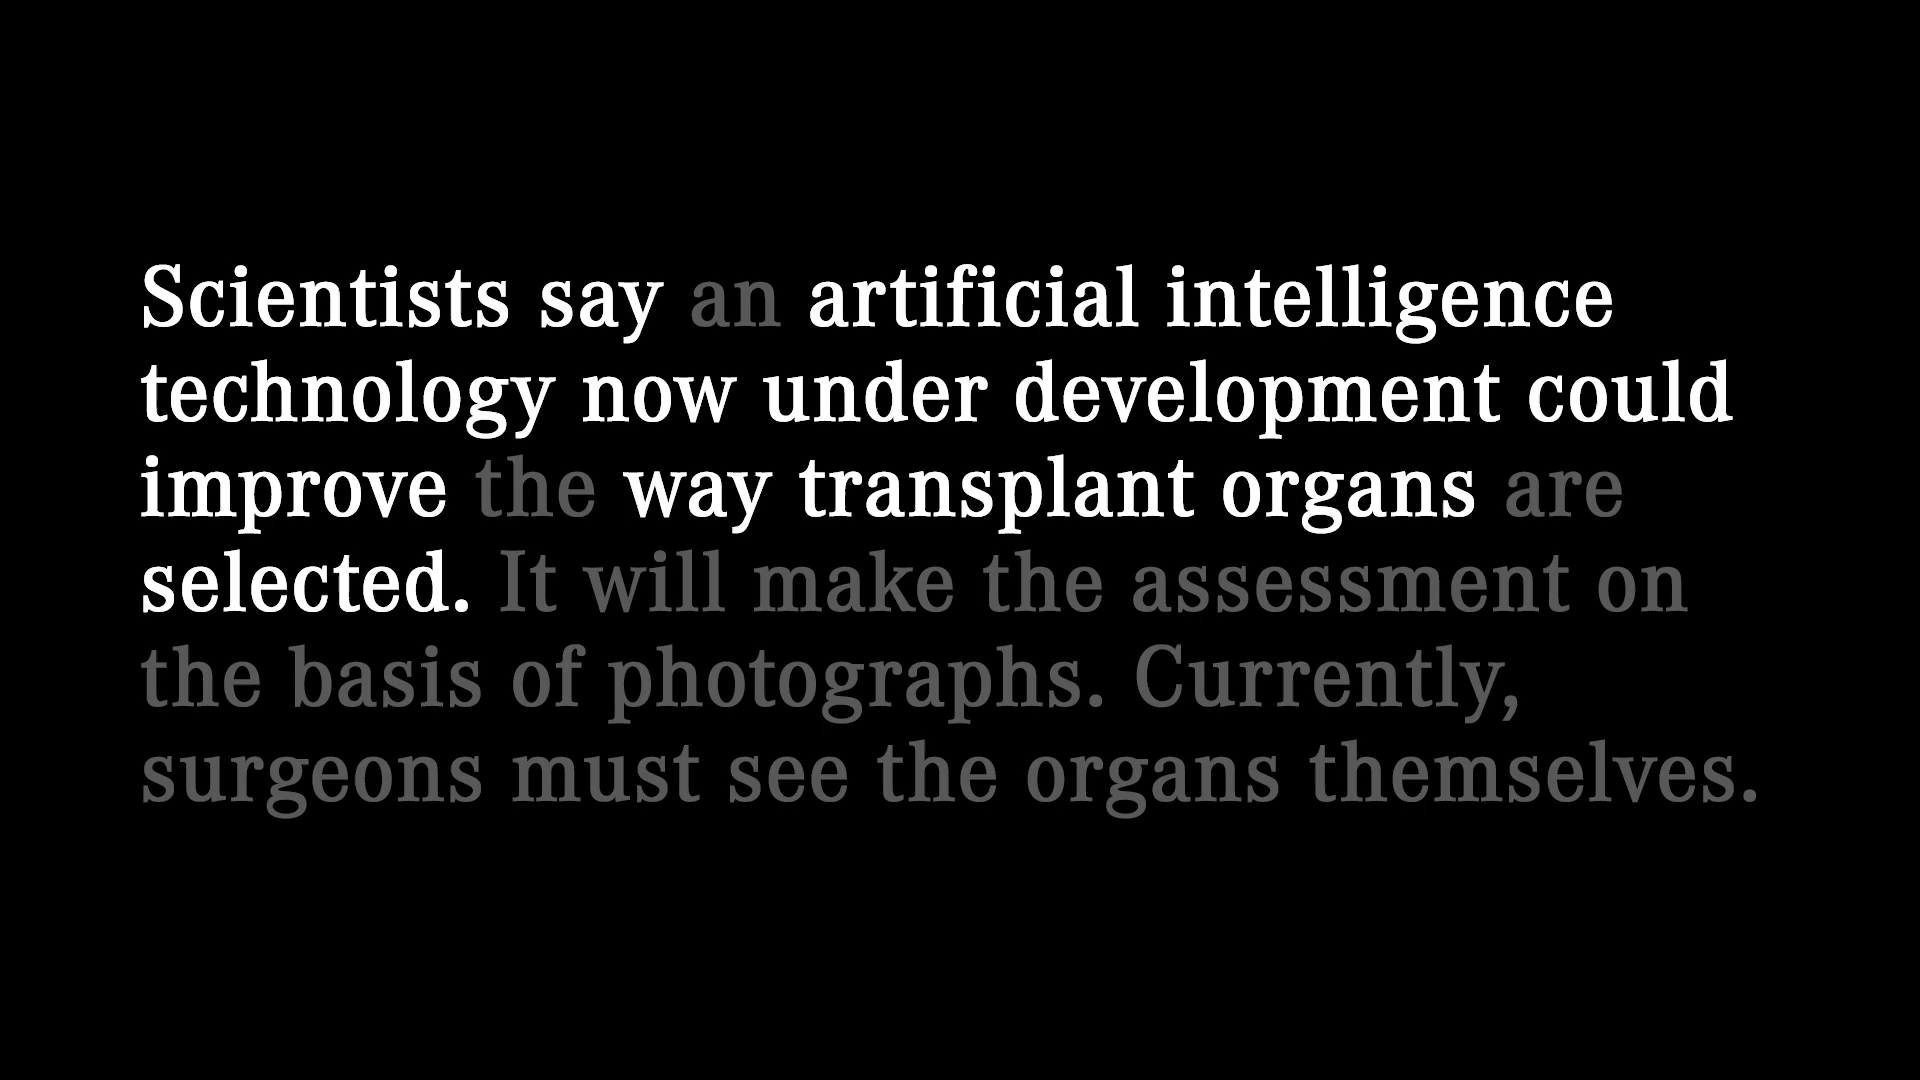 Scientists say an artificial intelligence
technology now under development could
improve the way transplant organs are
selected. It will make the assessment on
the basis of photographs. Currently,
surgeons must see the organs themselves.